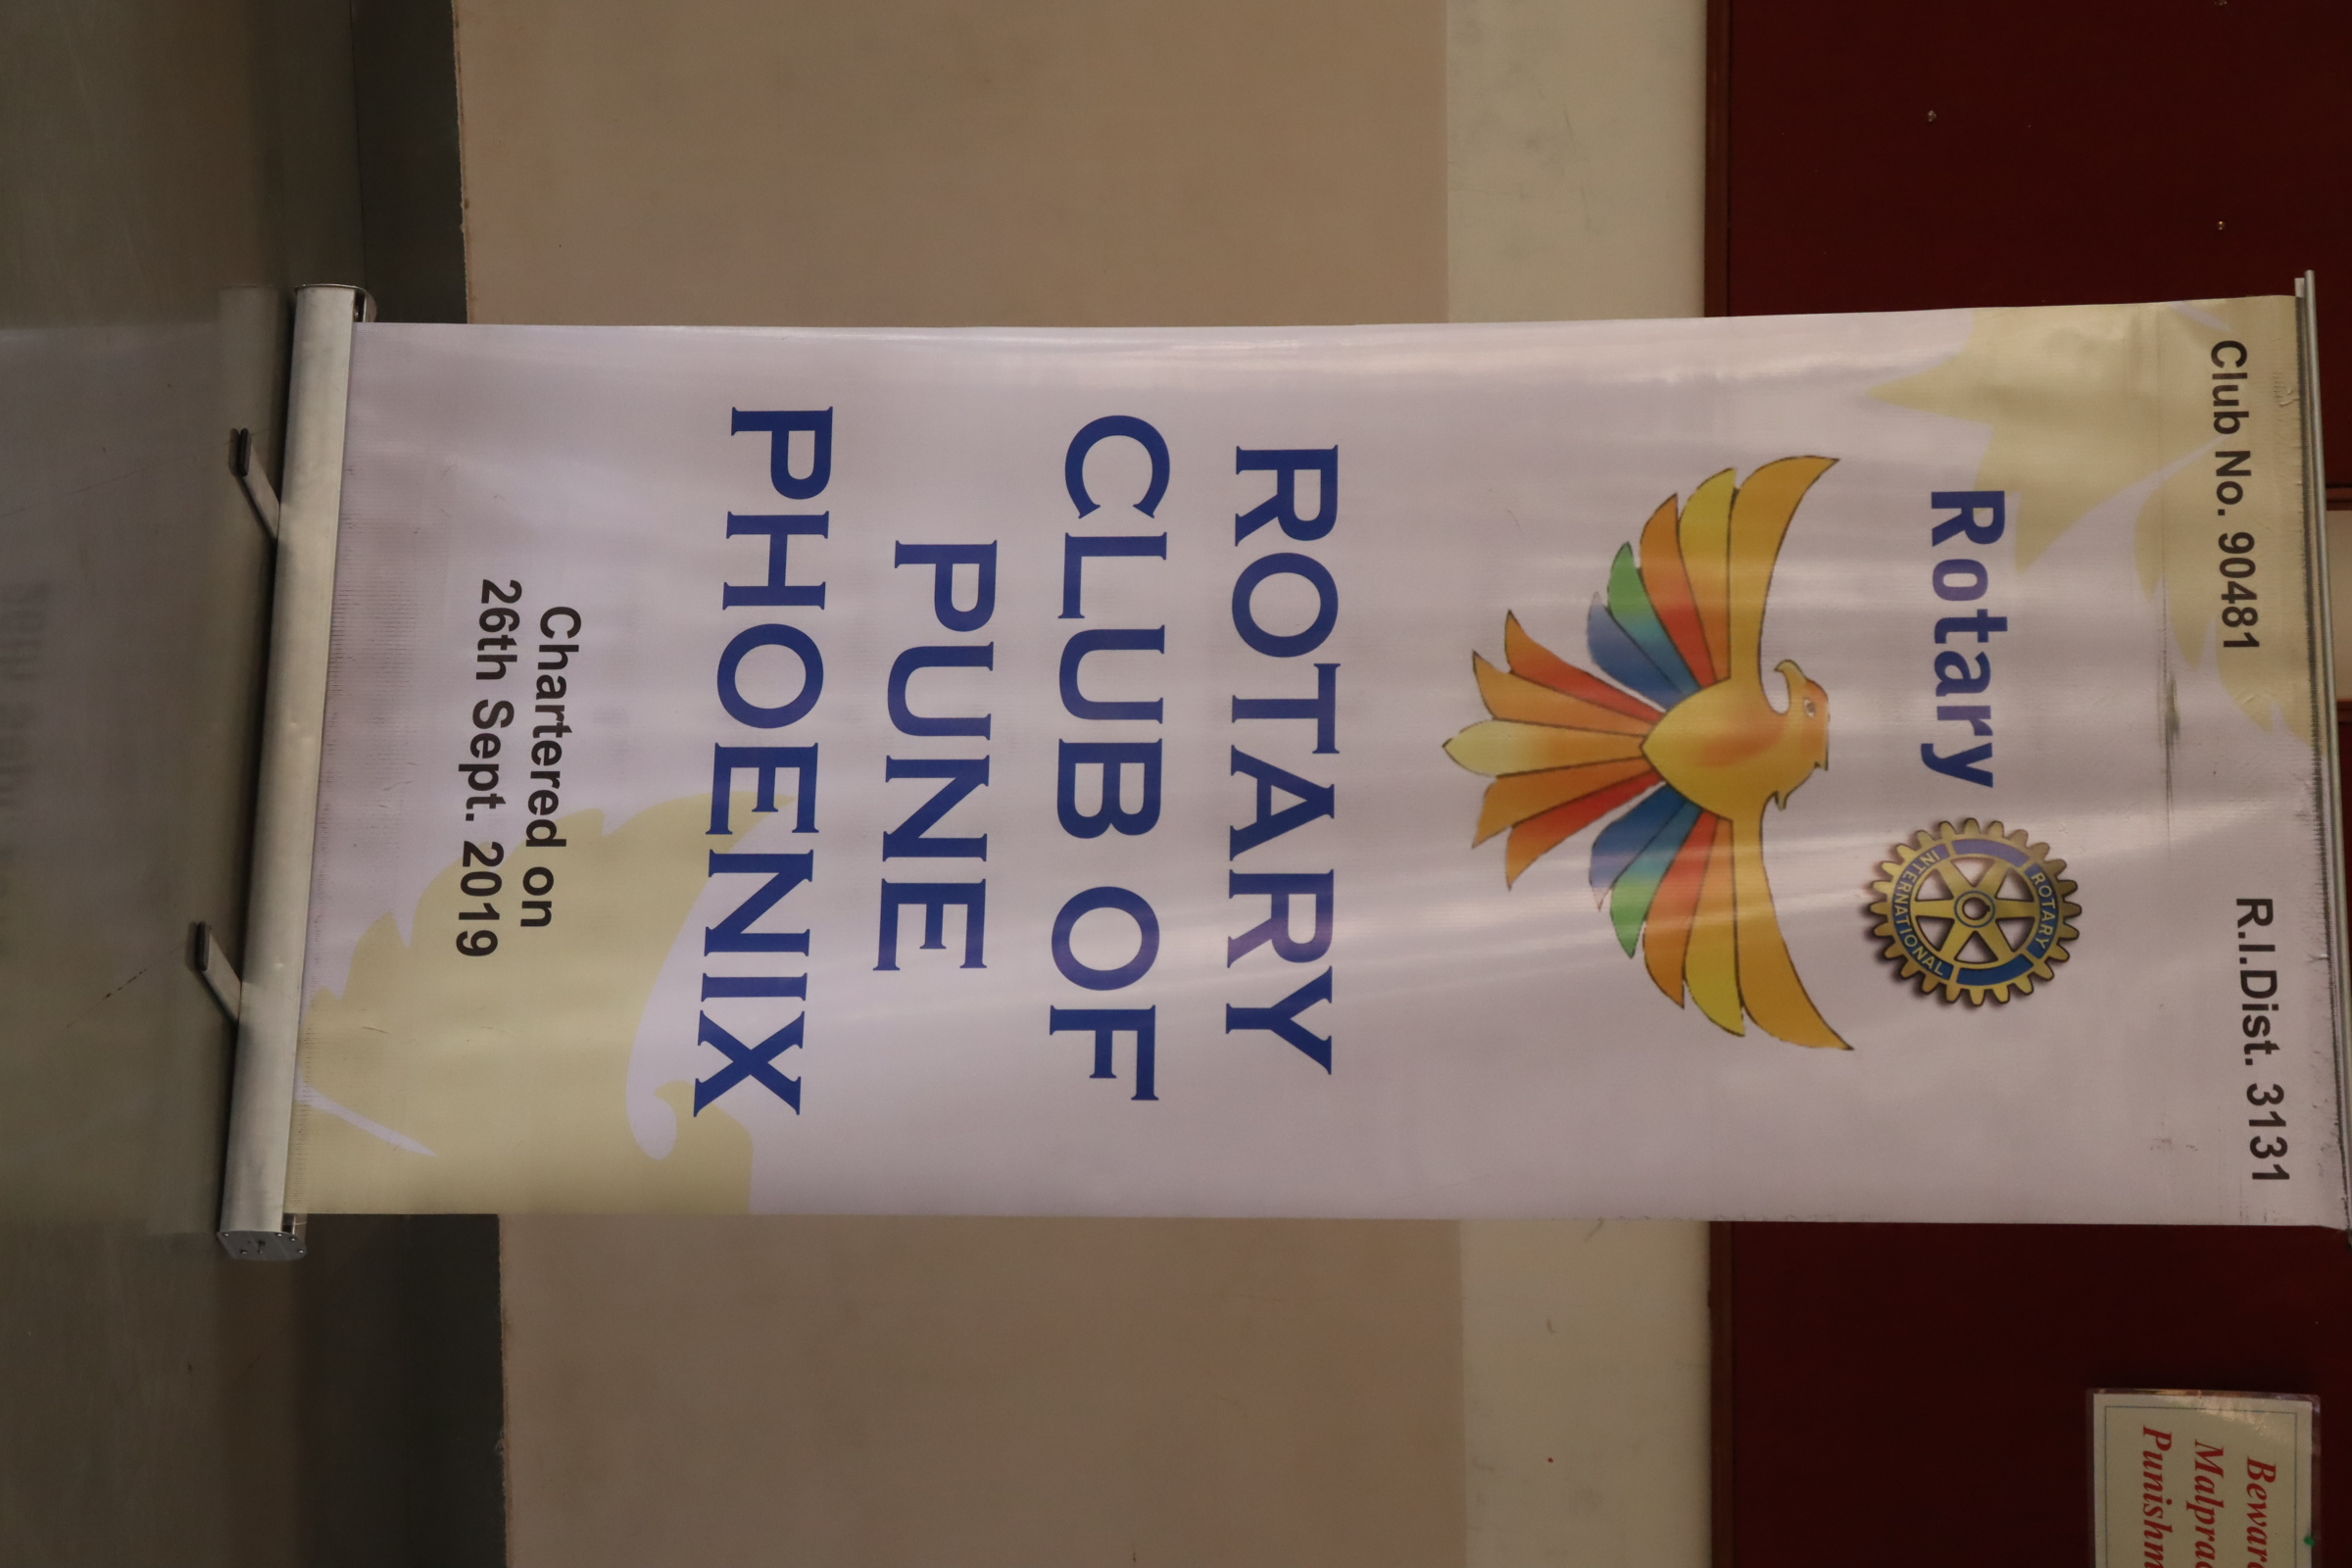 Club No. 90481
R.I.Dist. 3131
Rotary
ROTARY
INTERNATIONAL
ROTARY
CLUB OF
PUNE
PHOENIX
Chartered on
26th Sept. 2019